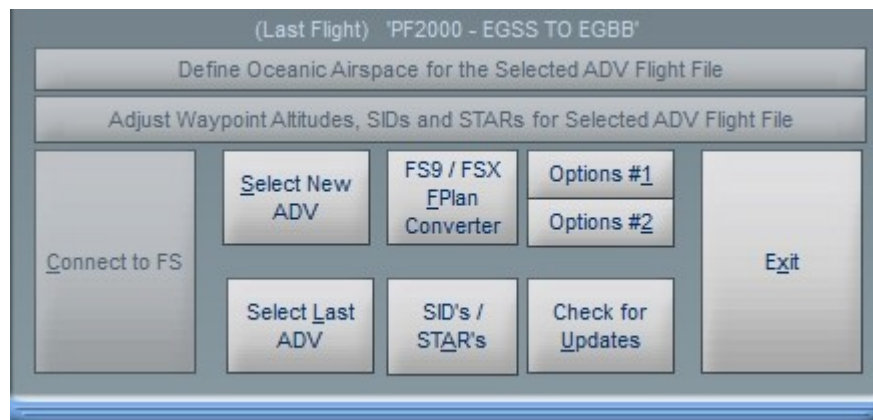 (Last Flight) 'PF2000 - EGSS TO EGBB'
Define Oceanic Airspace for the Selected ADV Flight File
Adjust Waypoint Altitudes, SIDs and STARs for Selected ADV Flight File
Connect to FS
Select New
ADV
FS9 / FSX
FPlan
Converter
Options #1
Options #2
Exit
Select Last
ADV
SID's /
STAR's
Check for
Updates